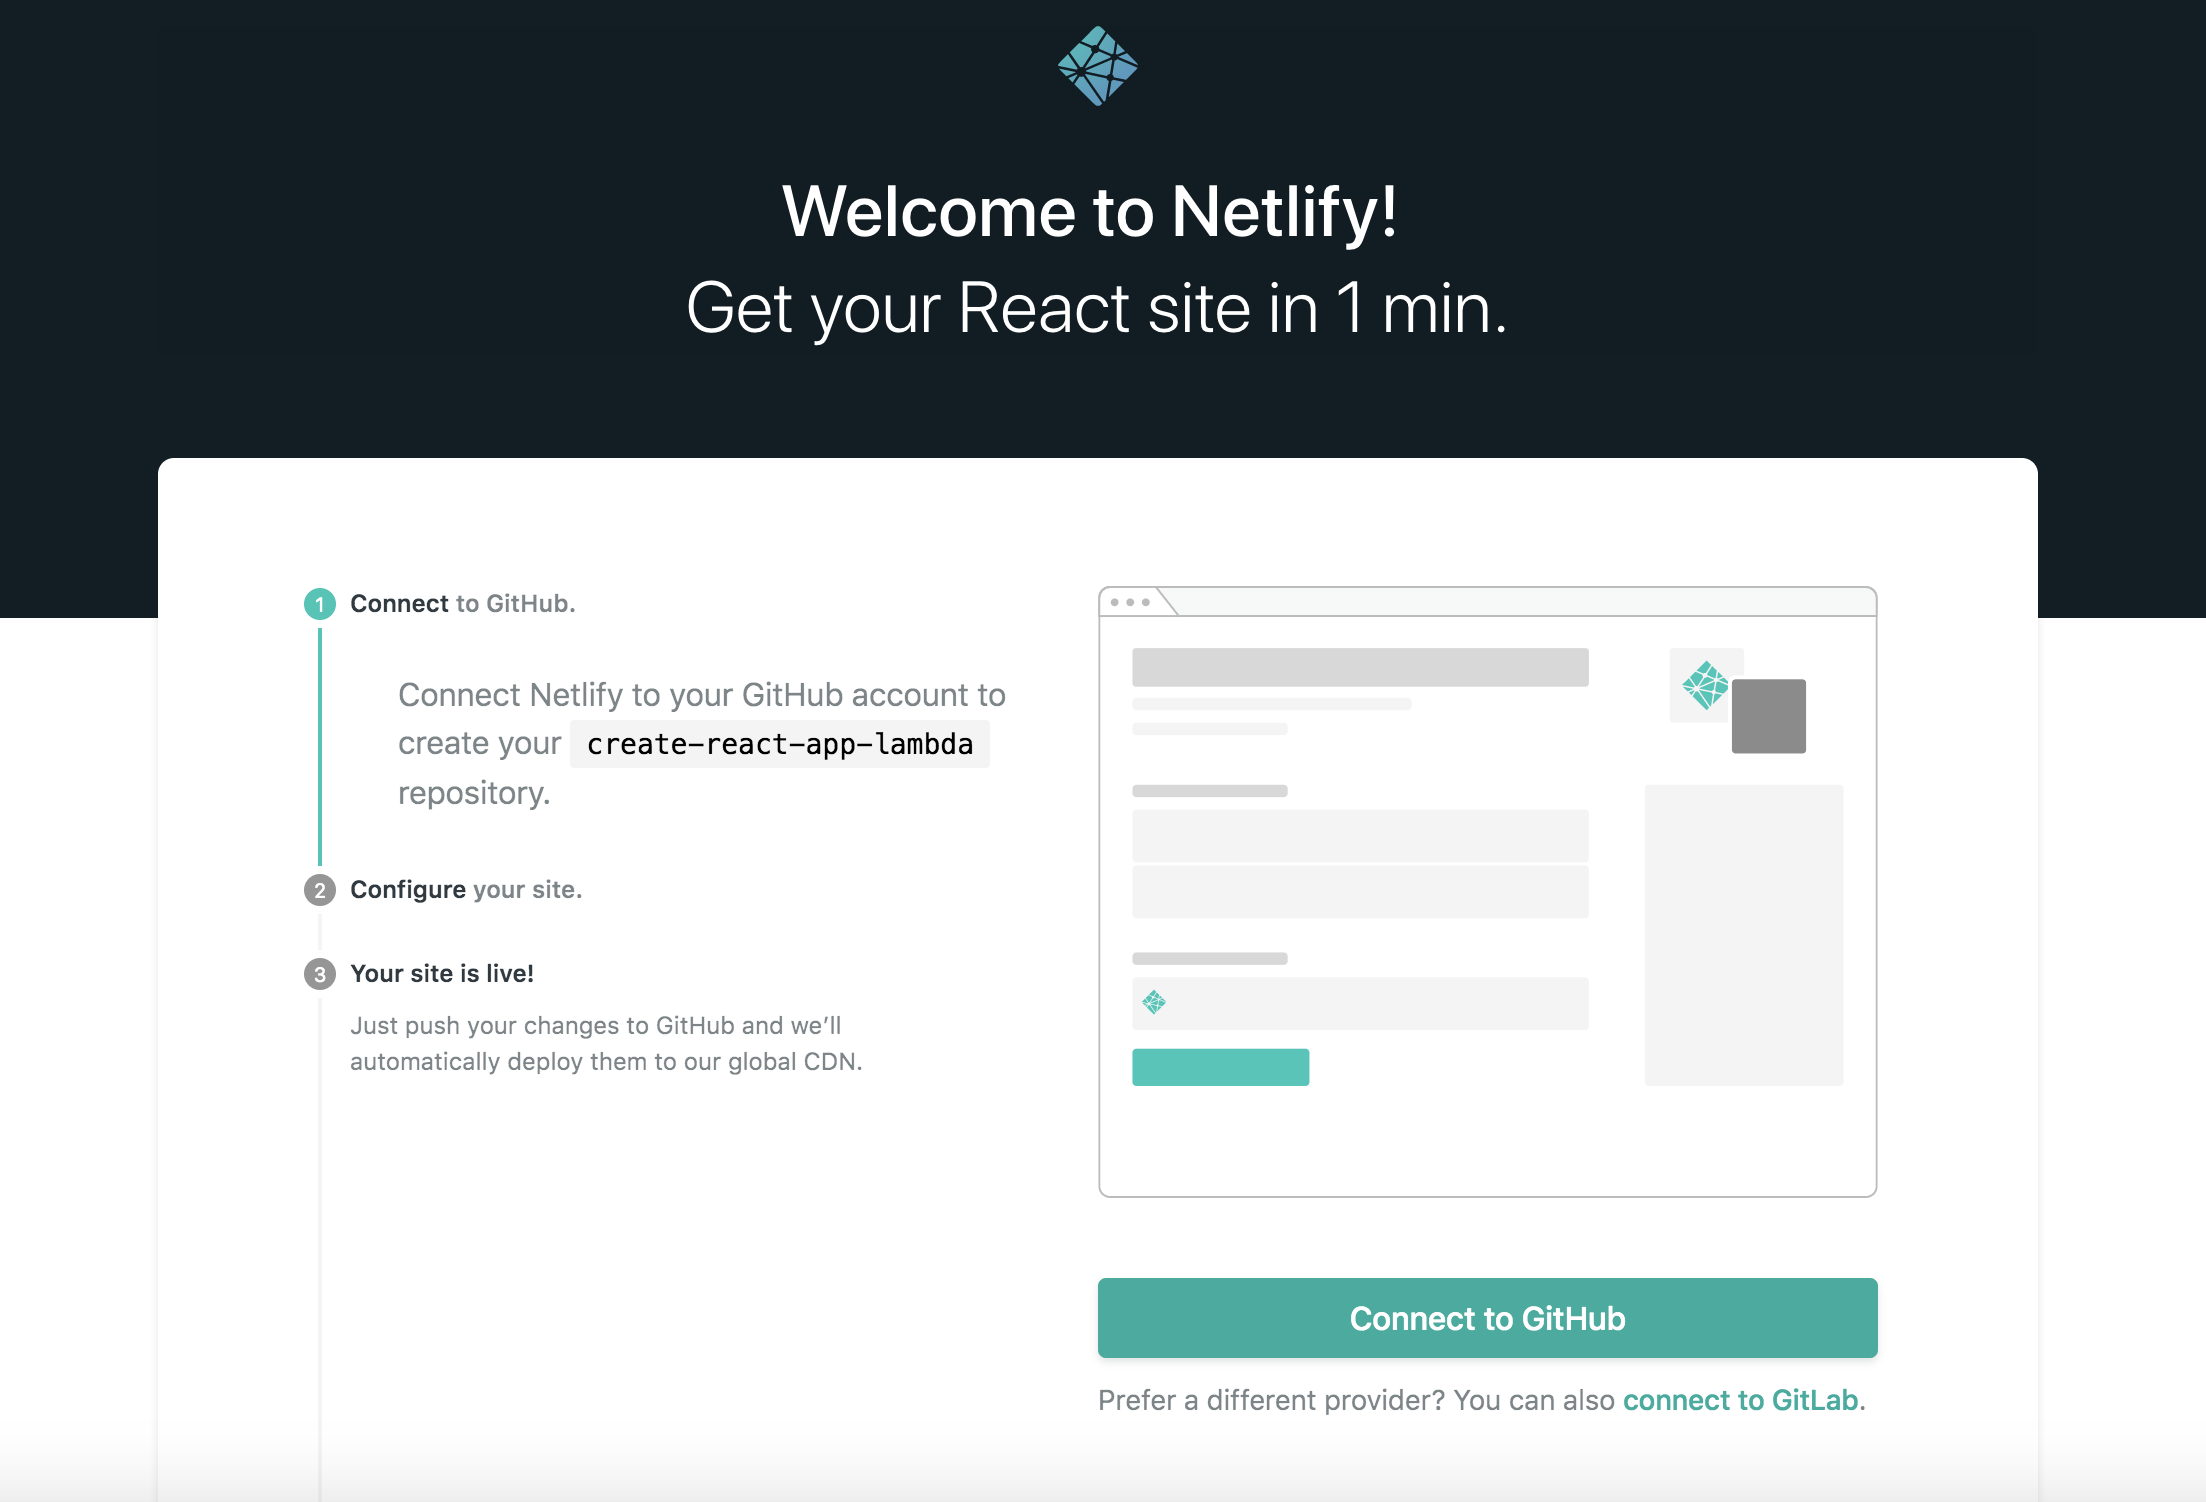 Welcome to Netlify!
Get your React site in 1 min.
1 Connect to GitHub.
Connect Netlify to your GitHub account to
create your create-react-app-lambda
repository.
2 Configure your site.
3 Your site is live!
Just push your changes to GitHub and we’ll
automatically deploy them to our global CDN.
Connect to GitHub
Prefer a different provider? You can also connect to GitLab.